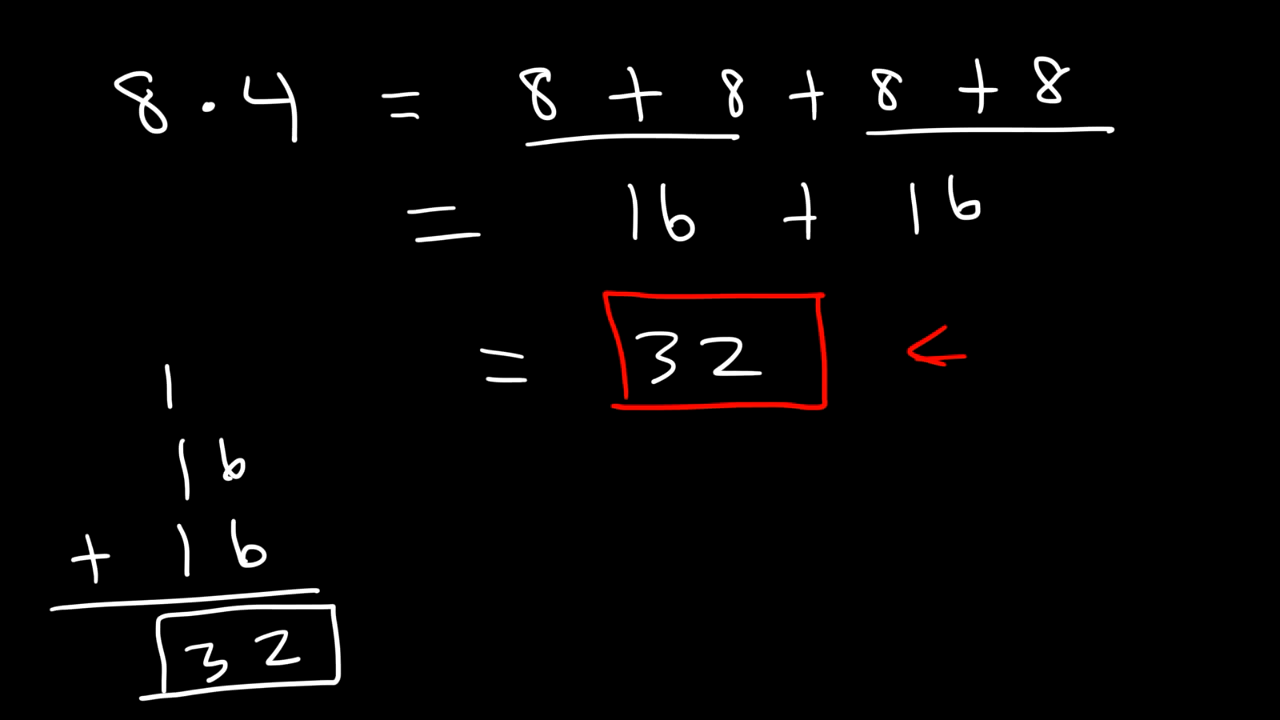 8 · 4 = 8 + 8 + 8 + 8
= 16 + 16
= 32 ←
1
16
+ 16
32